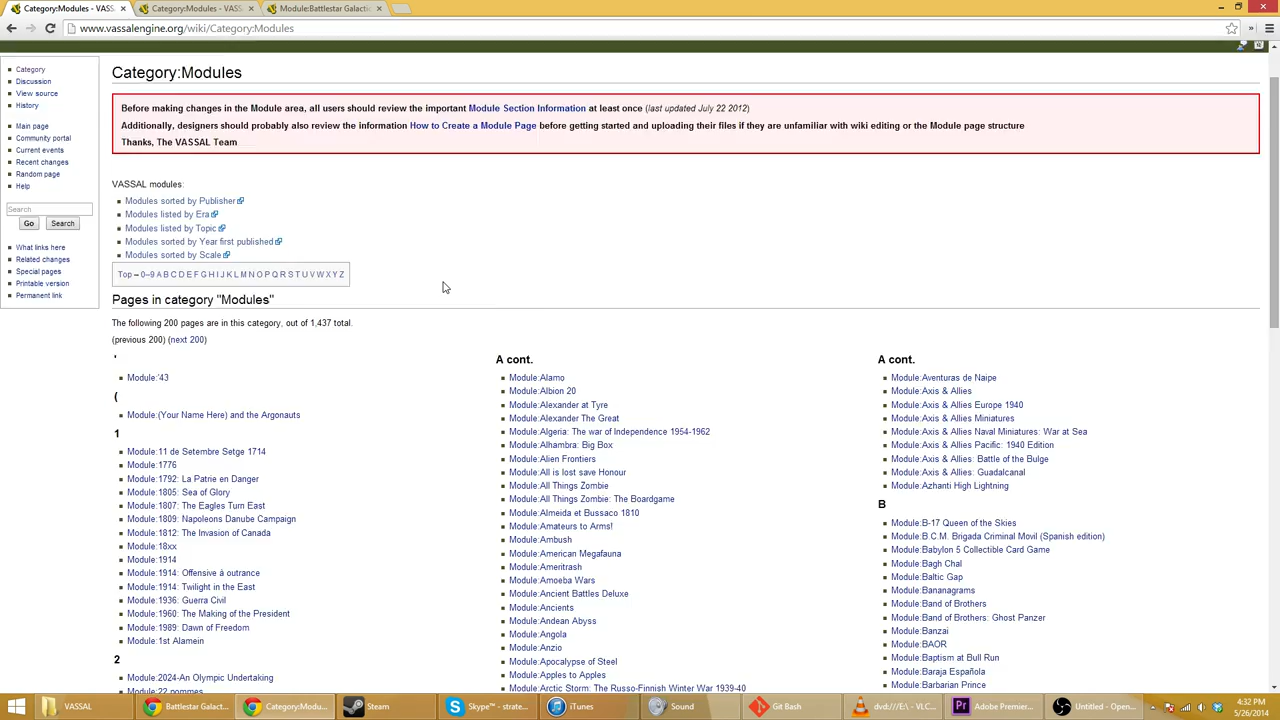 Category:Modules - VASS
Category:Modules - VASS
Module:Battlestar Galactic
www.vassalengine.org/wiki/Category:Modules
Category
Discussion
View source
History
Main page
Community portal
Current events
Recent changes
Random page
Help
Search
Go
Search
What links here
Related changes
Special pages
Printable version
Permanent link
Category:Modules
Before making changes in the Module area, all users should review the important Module Section Information at least once (last updated July 22 2012)
Additionally, designers should probably also review the information How to Create a Module Page before getting started and uploading their files if they are unfamiliar with wiki editing or the Module page structure
Thanks, The VASSAL Team
VASSAL modules:
Modules sorted by Publisher
Modules listed by Era
Modules listed by Topic
Modules sorted by Year first published
Modules sorted by Scale
Top – 0–9 A B C D E F G H I J K L M N O P Q R S T U V W X Y Z
Pages in category "Modules"
The following 200 pages are in this category, out of 1,437 total.
(previous 200) (next 200)
'
Module:'43
(
Module:(Your Name Here) and the Argonauts
1
Module:11 de Setembre Setge 1714
Module:1776
Module:1792: La Patrie en Danger
Module:1805: Sea of Glory
Module:1807: The Eagles Turn East
Module:1809: Napoleons Danube Campaign
Module:1812: The Invasion of Canada
Module:18xx
Module:1914
Module:1914: Offensive á outrance
Module:1914: Twilight in the East
Module:1936: Guerra Civil
Module:1960: The Making of the President
Module:1989: Dawn of Freedom
Module:1st Alamein
2
Module:2024-An Olympic Undertaking
Module:22 pommes
A cont.
Module:Alamo
Module:Albion 20
Module:Alexander at Tyre
Module:Alexander The Great
Module:Algeria: The war of Independence 1954-1962
Module:Alhambra: Big Box
Module:Alien Frontiers
Module:All is lost save Honour
Module:All Things Zombie
Module:All Things Zombie: The Boardgame
Module:Almeida et Bussaco 1810
Module:Amateurs to Arms!
Module:Ambush
Module:American Megafauna
Module:Ameritrash
Module:Amoeba Wars
Module:Ancient Battles Deluxe
Module:Ancients
Module:Andean Abyss
Module:Angola
Module:Anzio
Module:Apocalypse of Steel
Module:Apples to Apples
Module:Arctic Storm: The Russo-Finnish Winter War 1939-40
A cont.
Module:Aventuras de Naipe
Module:Axis & Allies
Module:Axis & Allies Europe 1940
Module:Axis & Allies Miniatures
Module:Axis & Allies Naval Miniatures: War at Sea
Module:Axis & Allies Pacific: 1940 Edition
Module:Axis & Allies: Battle of the Bulge
Module:Axis & Allies: Guadalcanal
Module:Azhanti High Lightning
B
Module:B-17 Queen of the Skies
Module:B.C.M. Brigada Criminal Movil (Spanish edition)
Module:Babylon 5 Collectible Card Game
Module:Bagh Chal
Module:Baltic Gap
Module:Bananagrams
Module:Band of Brothers
Module:Band of Brothers: Ghost Panzer
Module:Banzai
Module:BAOR
Module:Baptism at Bull Run
Module:Baraja Española
Module:Barbarian Prince
VASSAL
Battlestar Galact...
Category:Modu...
Steam
Skype™ - strate...
iTunes
Sound
Git Bash
dvd:///E:\ - VLC...
Adobe Premier...
Untitled - Open...
4:32 PM
5/26/2014